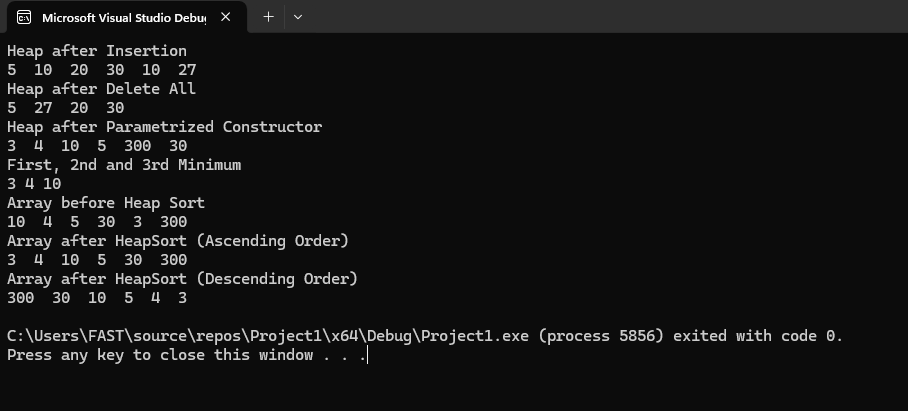 Microsoft Visual Studio Debu
Heap after Insertion
5  10  20  30  10  27
Heap after Delete All
5  27  20  30
Heap after Parametrized Constructor
3  4  10  5  300  30
First, 2nd and 3rd Minimum
3 4 10
Array before Heap Sort
10  4  5  30  3  300
Array after HeapSort (Ascending Order)
3  4  10  5  30  300
Array after HeapSort (Descending Order)
300  30  10  5  4  3
C:\Users\FAST\source\repos\Project1\x64\Debug\Project1.exe (process 5856) exited with code 0.
Press any key to close this window . . .